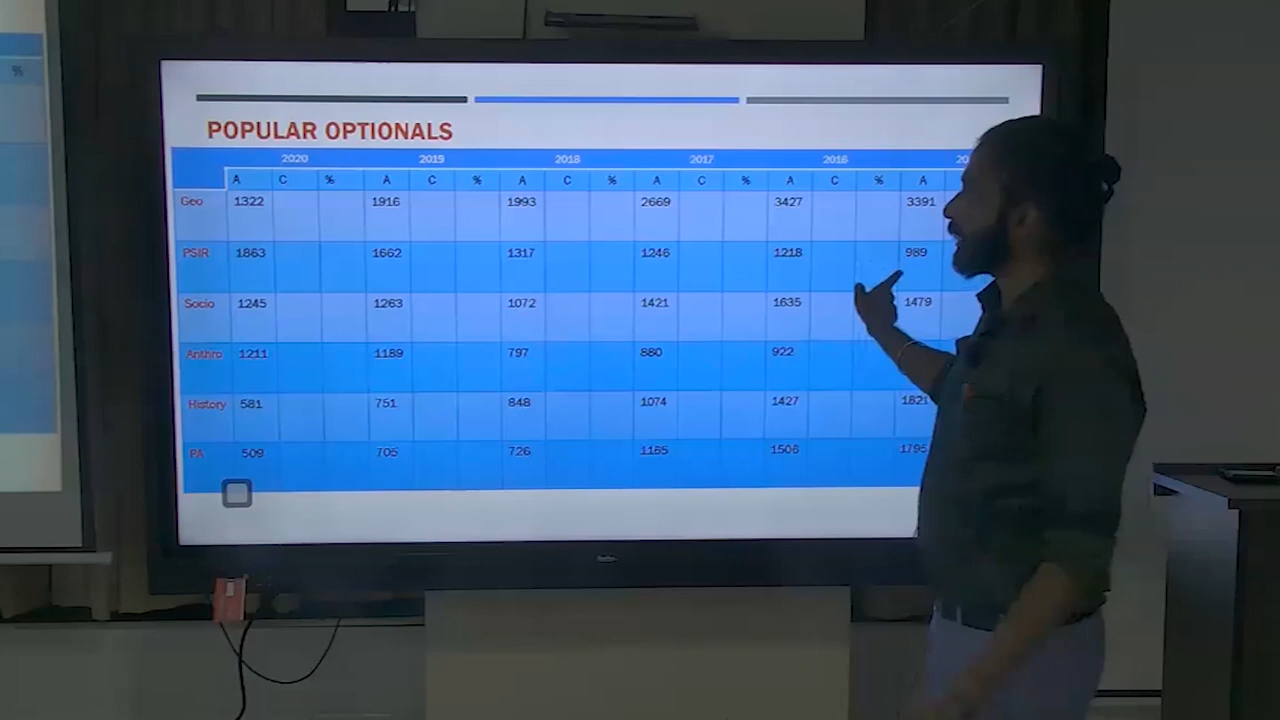 %
POPULAR OPTIONALS
2020 2019 2018 2017 2016
A C % A C % A C % A C % A C % A
Geo 1322 1916 1993 2669 3427 3391
PSIR 1863 1662 1317 1246 1218 989
Socio 1245 1263 1072 1421 1635 1479
Anthro 1211 1189 797 880 922
History 581 751 848 1074 1427 1821
PA 509 705 726 1165 1506 1795